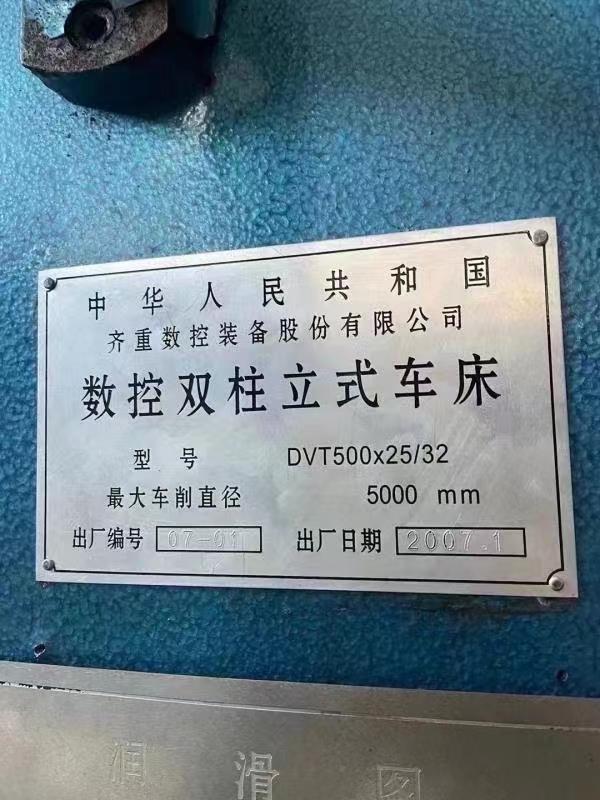 中华人民共和国
齐重数控装备股份有限公司
数控双柱立式车床
型号 DVT500x25/32
最大车削直径 5000 mm
出厂编号 07-01 出厂日期 2007.1
润滑图